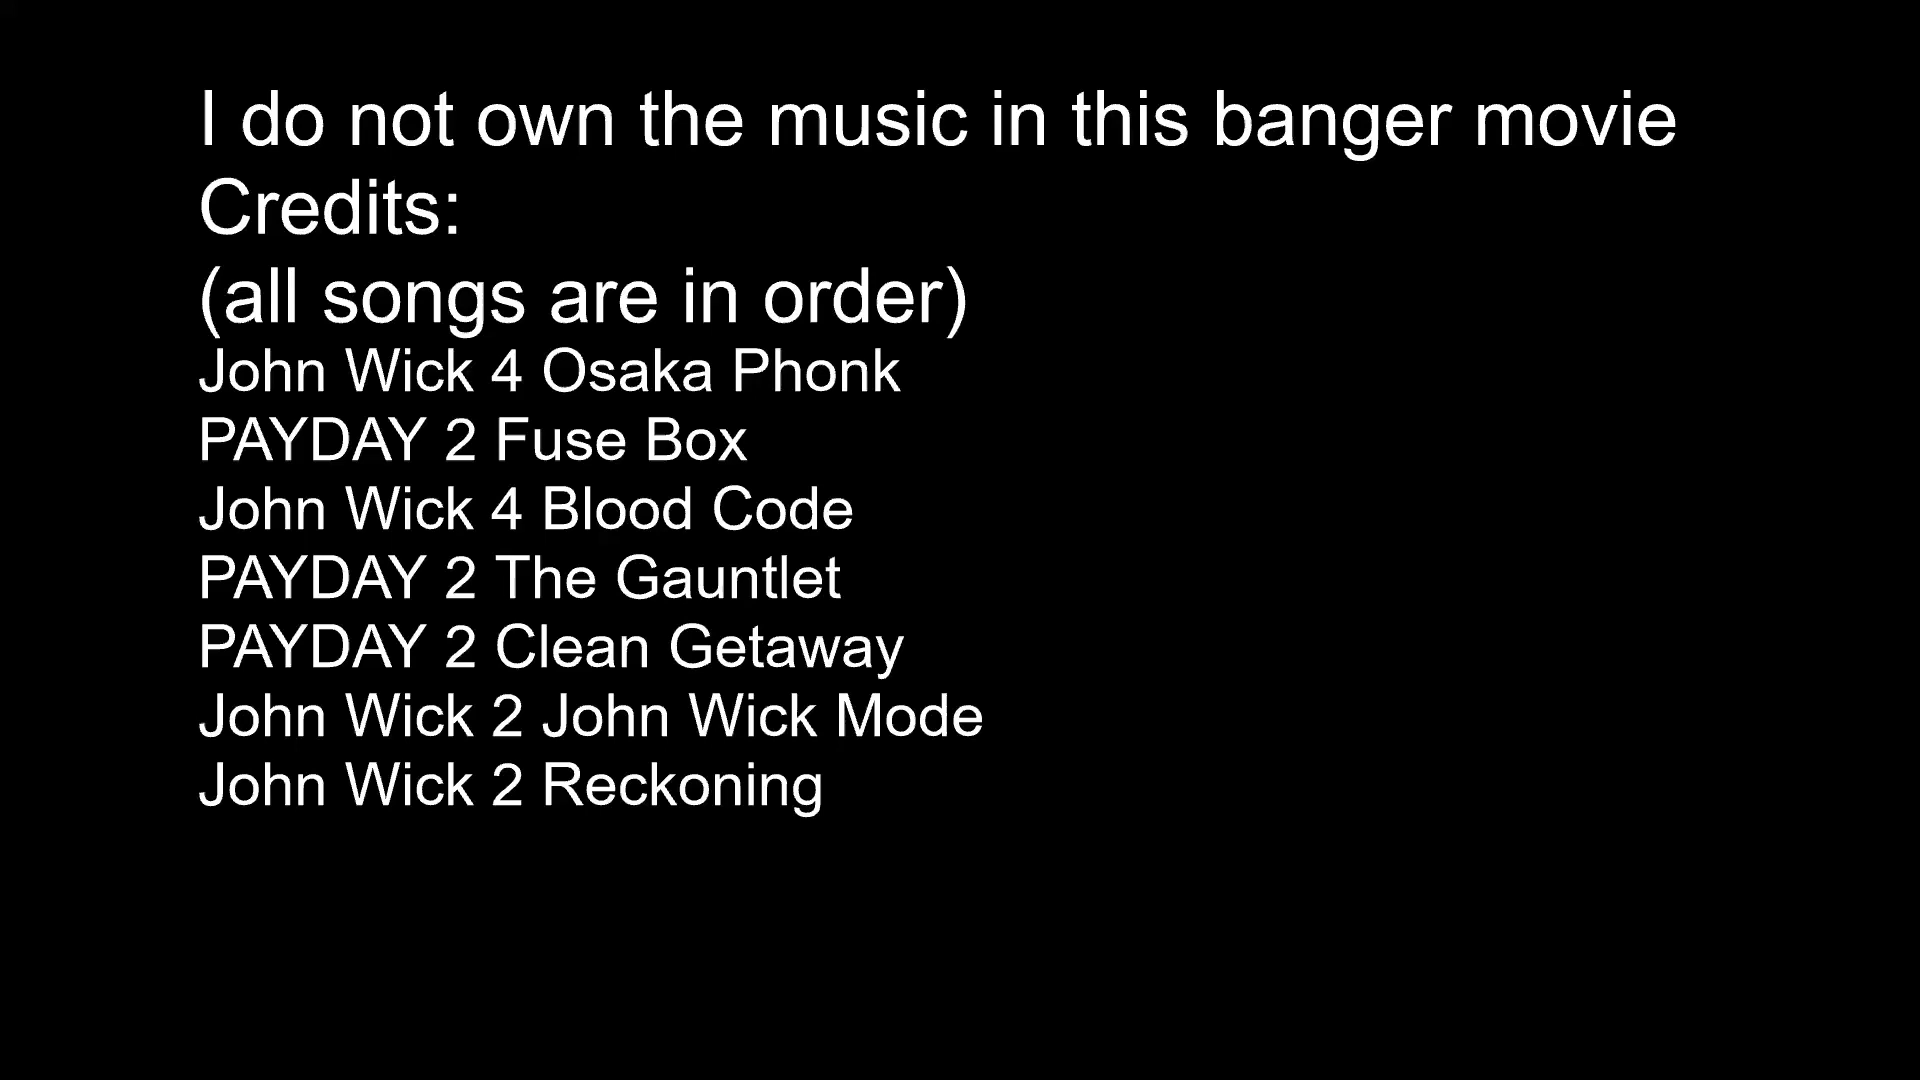 I do not own the music in this banger movie
Credits:
(all songs are in order)
John Wick 4 Osaka Phonk
PAYDAY 2 Fuse Box
John Wick 4 Blood Code
PAYDAY 2 The Gauntlet
PAYDAY 2 Clean Getaway
John Wick 2 John Wick Mode
John Wick 2 Reckoning